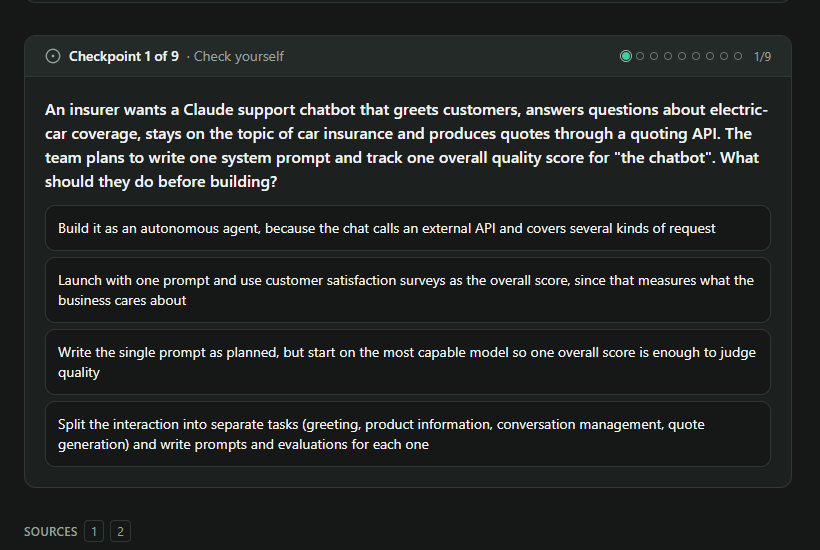 Checkpoint 1 of 9 · Check yourself
1/9
An insurer wants a Claude support chatbot that greets customers, answers questions about electric-
car coverage, stays on the topic of car insurance and produces quotes through a quoting API. The
team plans to write one system prompt and track one overall quality score for "the chatbot". What
should they do before building?
Build it as an autonomous agent, because the chat calls an external API and covers several kinds of request
Launch with one prompt and use customer satisfaction surveys as the overall score, since that measures what the
business cares about
Write the single prompt as planned, but start on the most capable model so one overall score is enough to judge
quality
Split the interaction into separate tasks (greeting, product information, conversation management, quote
generation) and write prompts and evaluations for each one
SOURCES 1 2